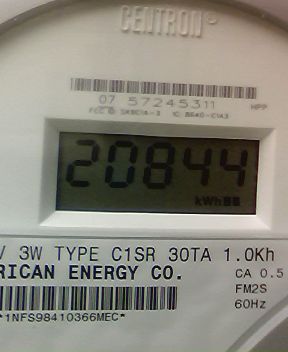 CENTRON®
07 57245311 HPP
20844
kWh
V 3W TYPE C1SR 30TA 1.0Kh
RICAN ENERGY CO. CA 0.5
FM2S
*1NFS98410366MEC* 60Hz